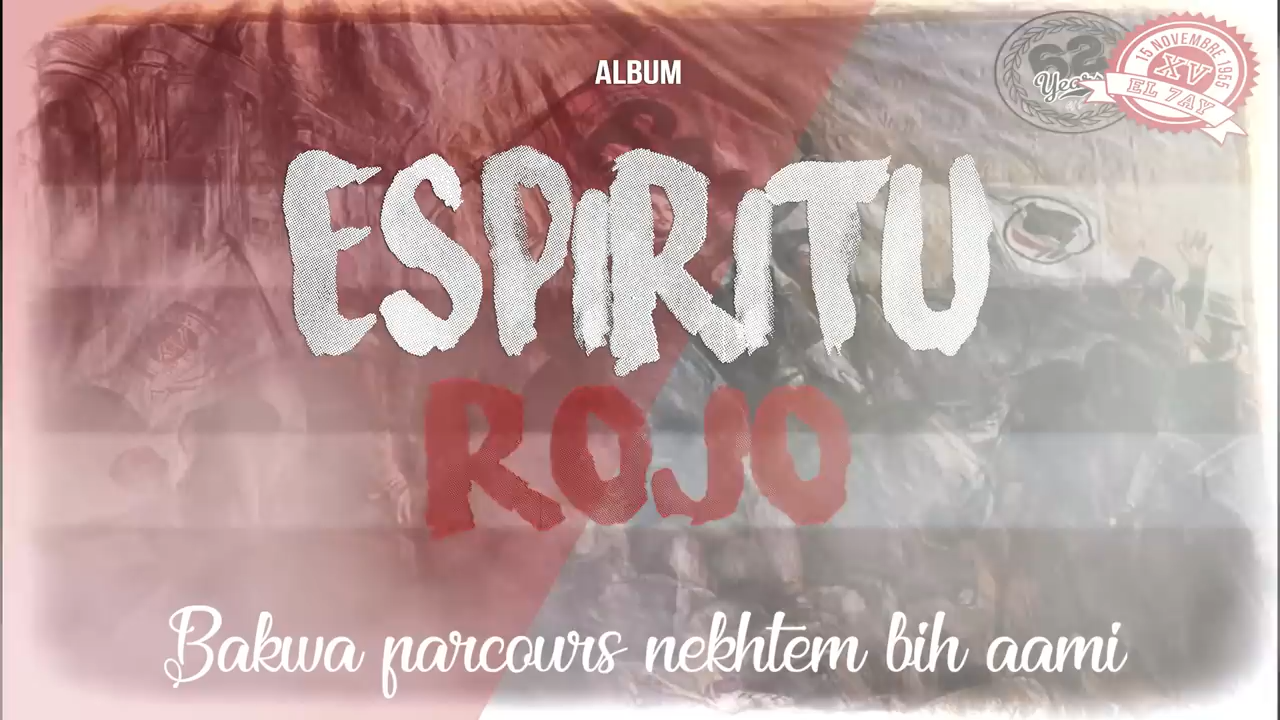 ALBUM
62
Years
15 NOVEMBRE 1955
XV
EL 7AY
ESPIRITU
ROJO
Bakwa parcours nekhtem bih aami